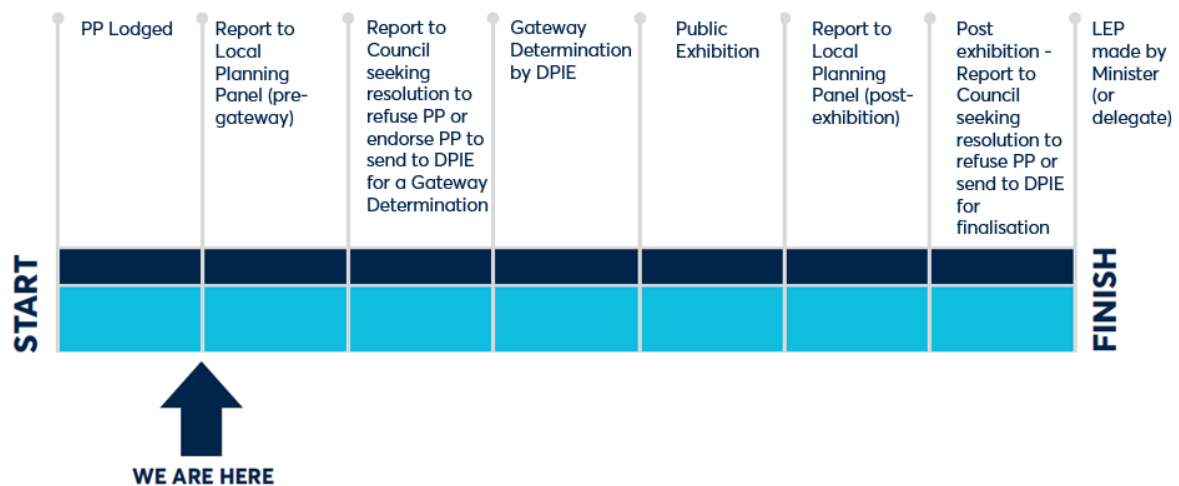 PP Lodged
Report to
Local
Planning
Panel (pre-
gateway)
Report to
Council
seeking
resolution to
refuse PP or
endorse PP to
send to DPIE
for a Gateway
Determination
Gateway
Determination
by DPIE
Public
Exhibition
Report to
Local
Planning
Panel (post-
exhibition)
Post
exhibition -
Report to
Council
seeking
resolution to
refuse PP or
send to DPIE
for
finalisation
LEP
made by
Minister
(or
delegate)
START
FINISH
WE ARE HERE